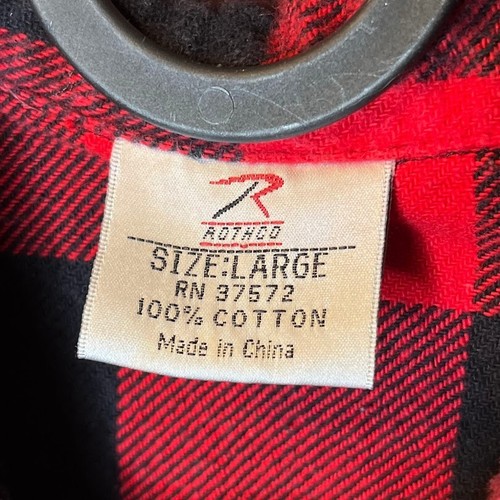 ROTHCO
SIZE:LARGE
RN 37572
100% COTTON
Made in China